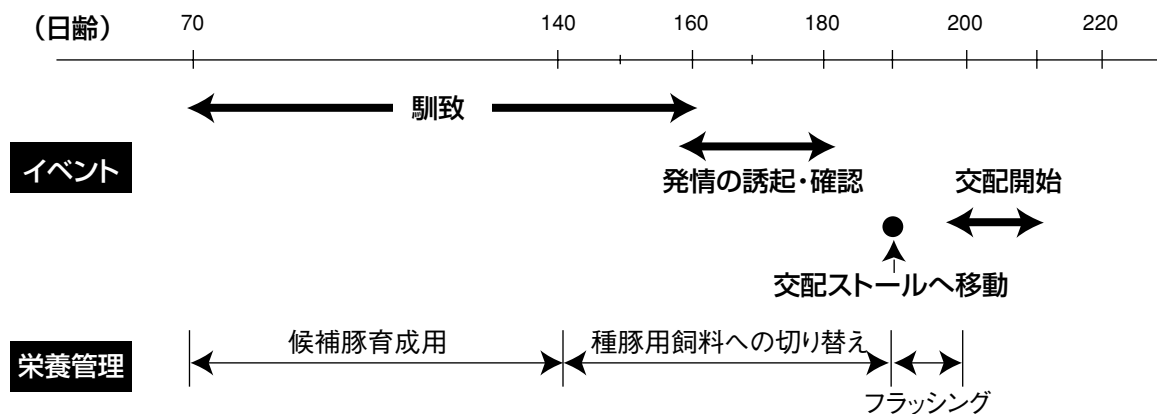 （日齢） 70 140 160 180 200 220
馴致
イベント
発情の誘起・確認 交配開始
交配ストールへ移動
候補豚育成用 種豚用飼料への切り替え
栄養管理
フラッシング